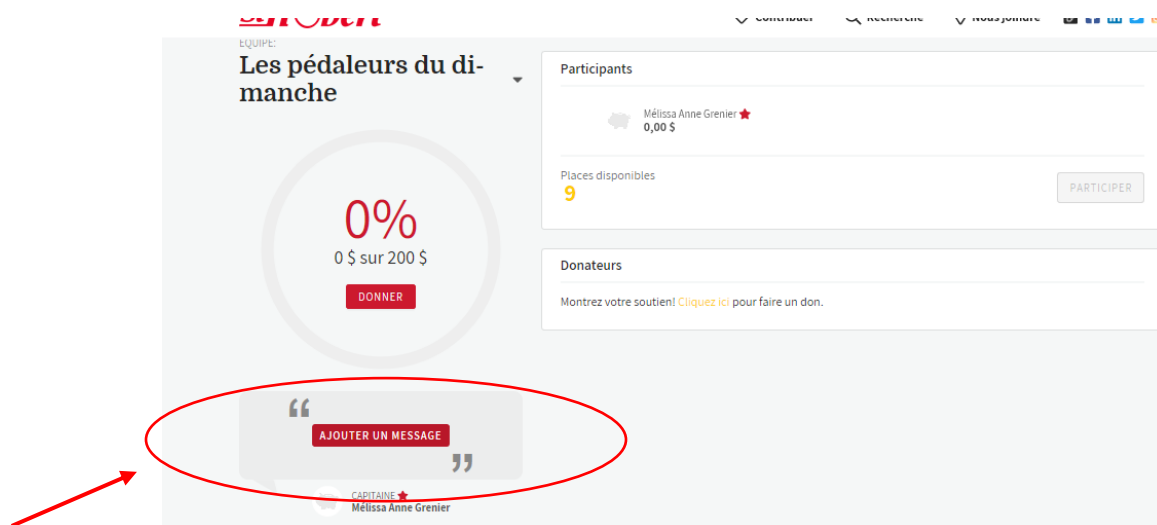 Contribuer
Recherche
Nous joindre
ÉQUIPE:
Les pédaleurs du di-
manche
0%
0 $ sur 200 $
DONNER
“
AJOUTER UN MESSAGE
”
CAPITAINE
Mélissa Anne Grenier
Participants
Mélissa Anne Grenier
0,00 $
Places disponibles
9
PARTICIPER
Donateurs
Montrez votre soutien! Cliquez ici pour faire un don.